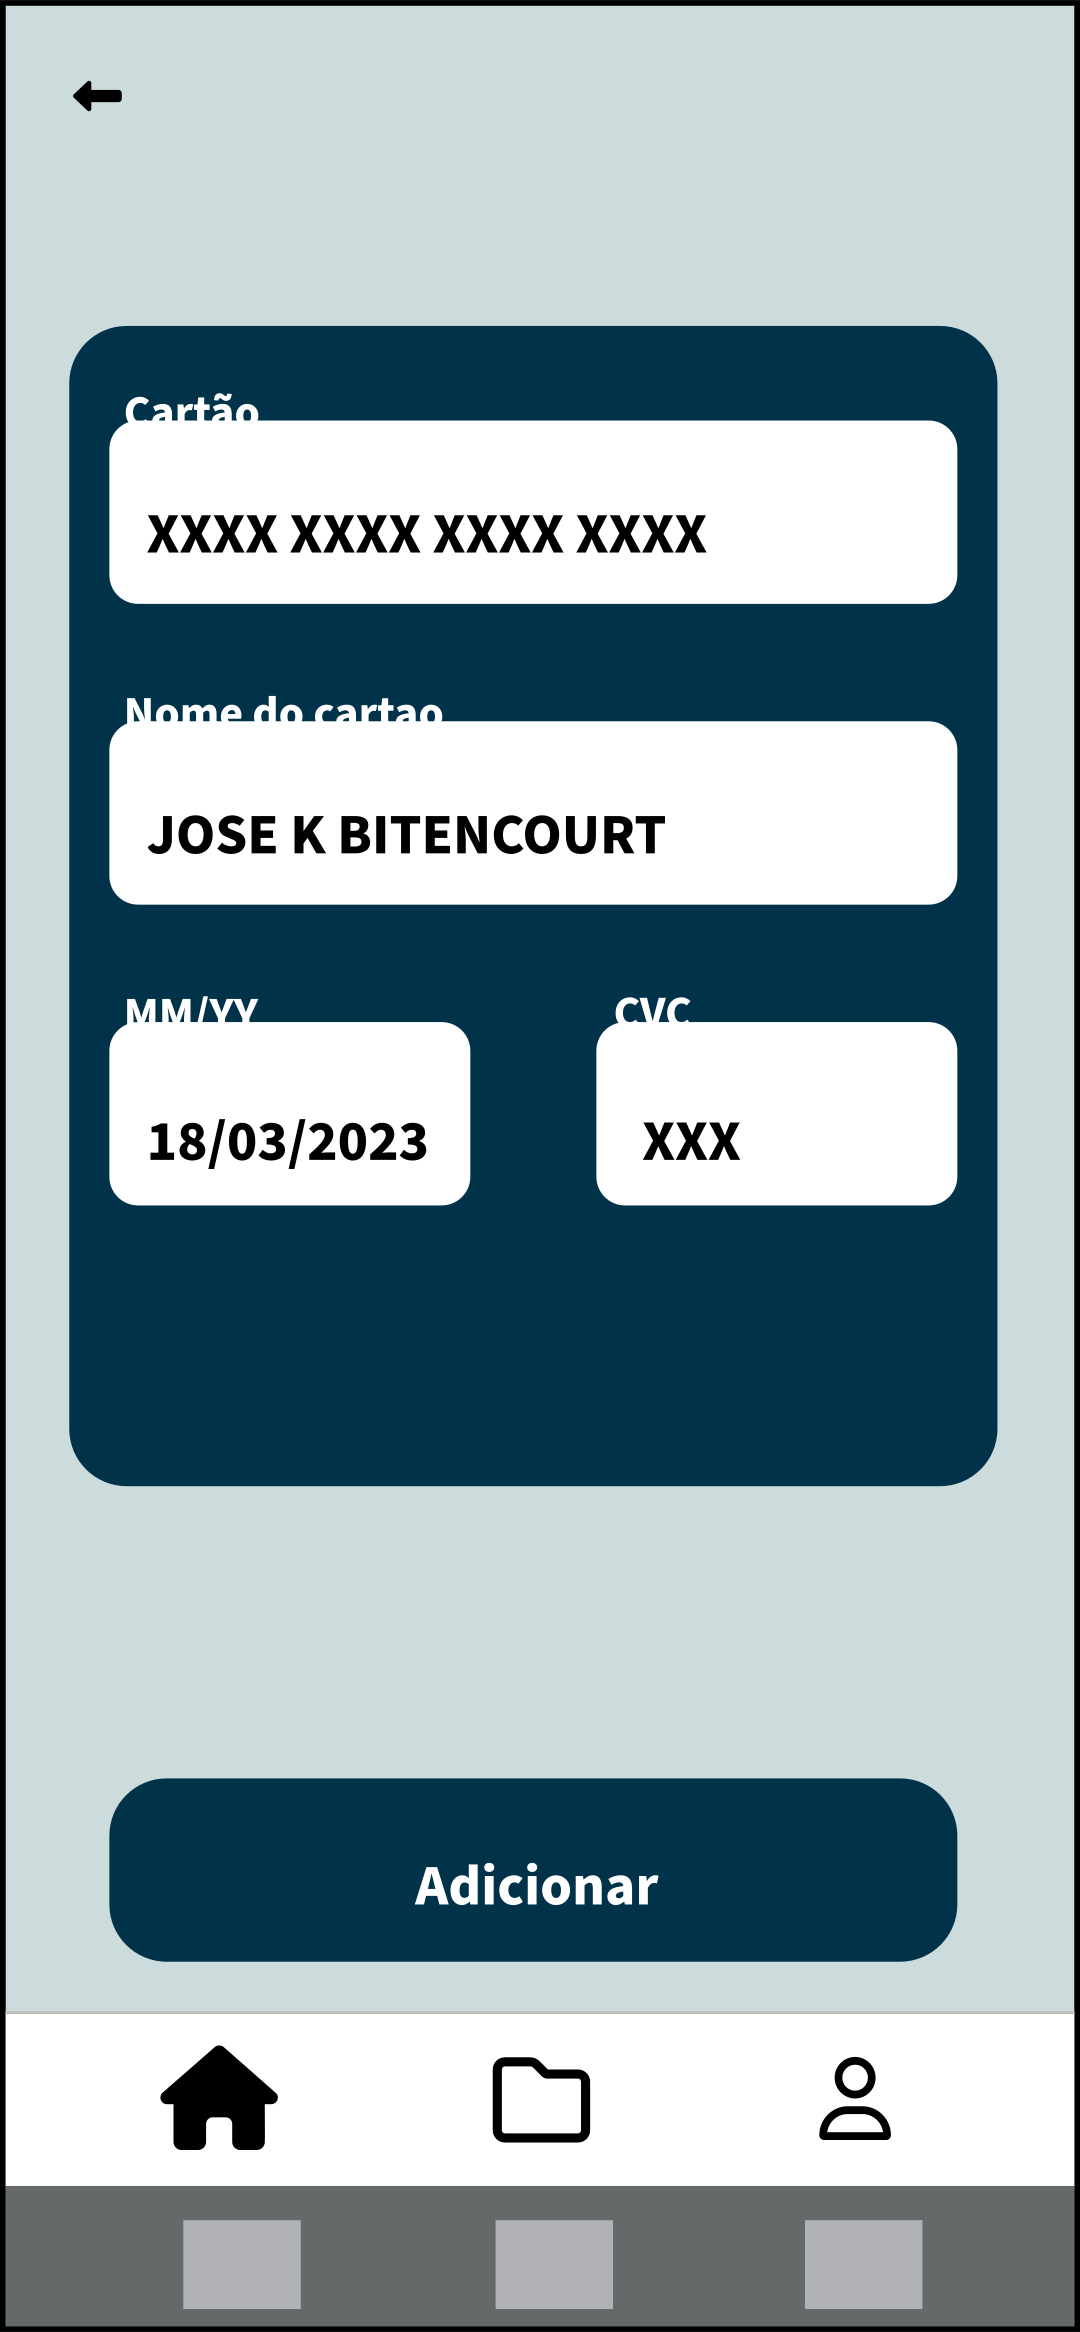 Cartão
XXXX XXXX XXXX XXXX
Nome do cartao
JOSE K BITENCOURT
MM/YY
CVC
18/03/2023
XXX
Adicionar